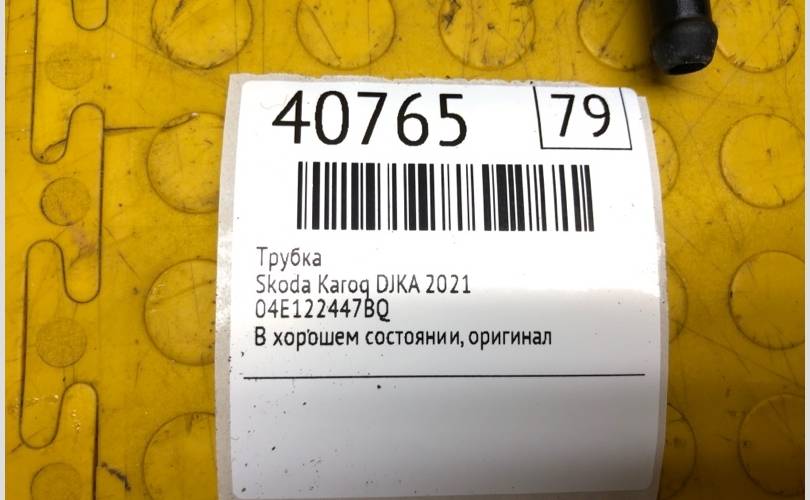 40765 79
Трубка
Skoda Karoq DJKA 2021
04E122447BQ
В хорошем состоянии, оригинал